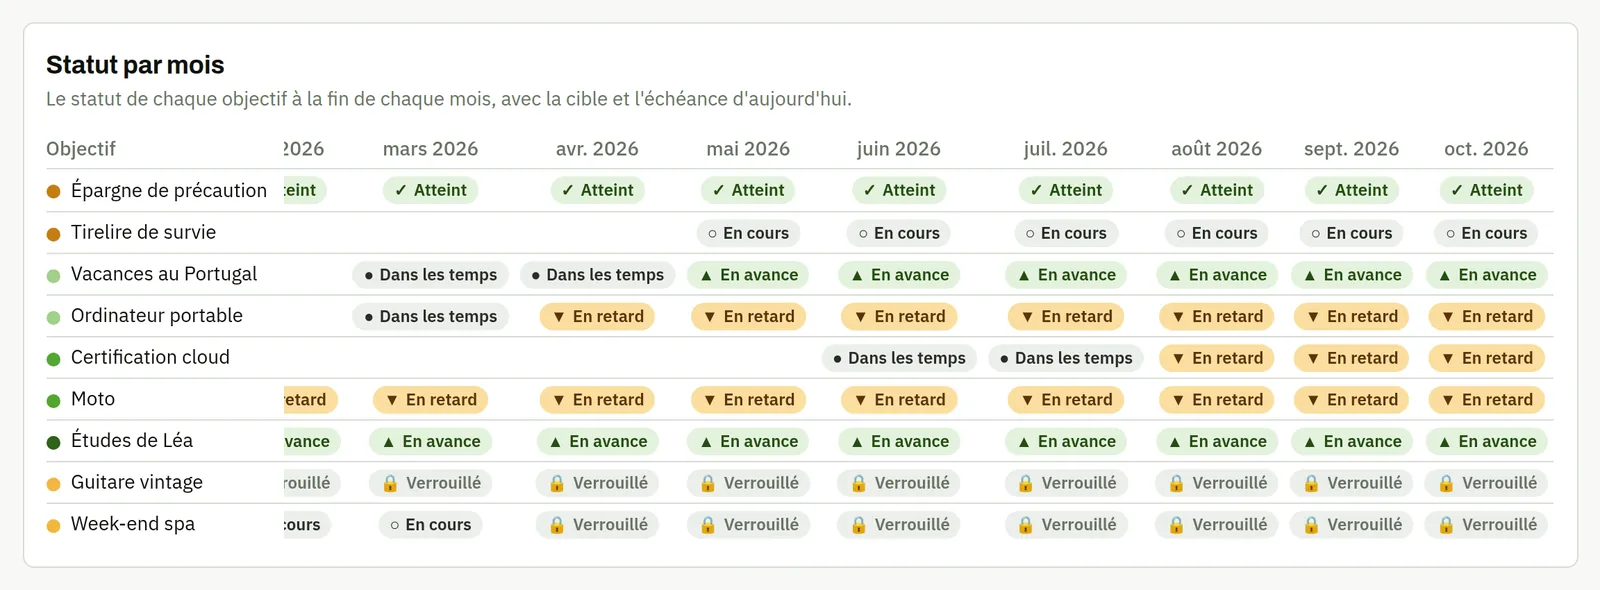 Statut par mois
Le statut de chaque objectif à la fin de chaque mois, avec la cible et l'échéance d'aujourd'hui.
Objectif 2026 mars 2026 avr. 2026 mai 2026 juin 2026 juil. 2026 août 2026 sept. 2026 oct. 2026
Épargne de précaution teint ✓ Atteint ✓ Atteint ✓ Atteint ✓ Atteint ✓ Atteint ✓ Atteint ✓ Atteint ✓ Atteint
Tirelire de survie ○ En cours ○ En cours ○ En cours ○ En cours ○ En cours ○ En cours
Vacances au Portugal ● Dans les temps ● Dans les temps ▲ En avance ▲ En avance ▲ En avance ▲ En avance ▲ En avance ▲ En avance
Ordinateur portable ● Dans les temps ▼ En retard ▼ En retard ▼ En retard ▼ En retard ▼ En retard ▼ En retard ▼ En retard
Certification cloud ● Dans les temps ● Dans les temps ▼ En retard ▼ En retard ▼ En retard
Moto retard ▼ En retard ▼ En retard ▼ En retard ▼ En retard ▼ En retard ▼ En retard ▼ En retard ▼ En retard
Études de Léa vance ▲ En avance ▲ En avance ▲ En avance ▲ En avance ▲ En avance ▲ En avance ▲ En avance ▲ En avance
Guitare vintage rouillé 🔒 Verrouillé 🔒 Verrouillé 🔒 Verrouillé 🔒 Verrouillé 🔒 Verrouillé 🔒 Verrouillé 🔒 Verrouillé 🔒 Verrouillé
Week-end spa cours ○ En cours 🔒 Verrouillé 🔒 Verrouillé 🔒 Verrouillé 🔒 Verrouillé 🔒 Verrouillé 🔒 Verrouillé 🔒 Verrouillé